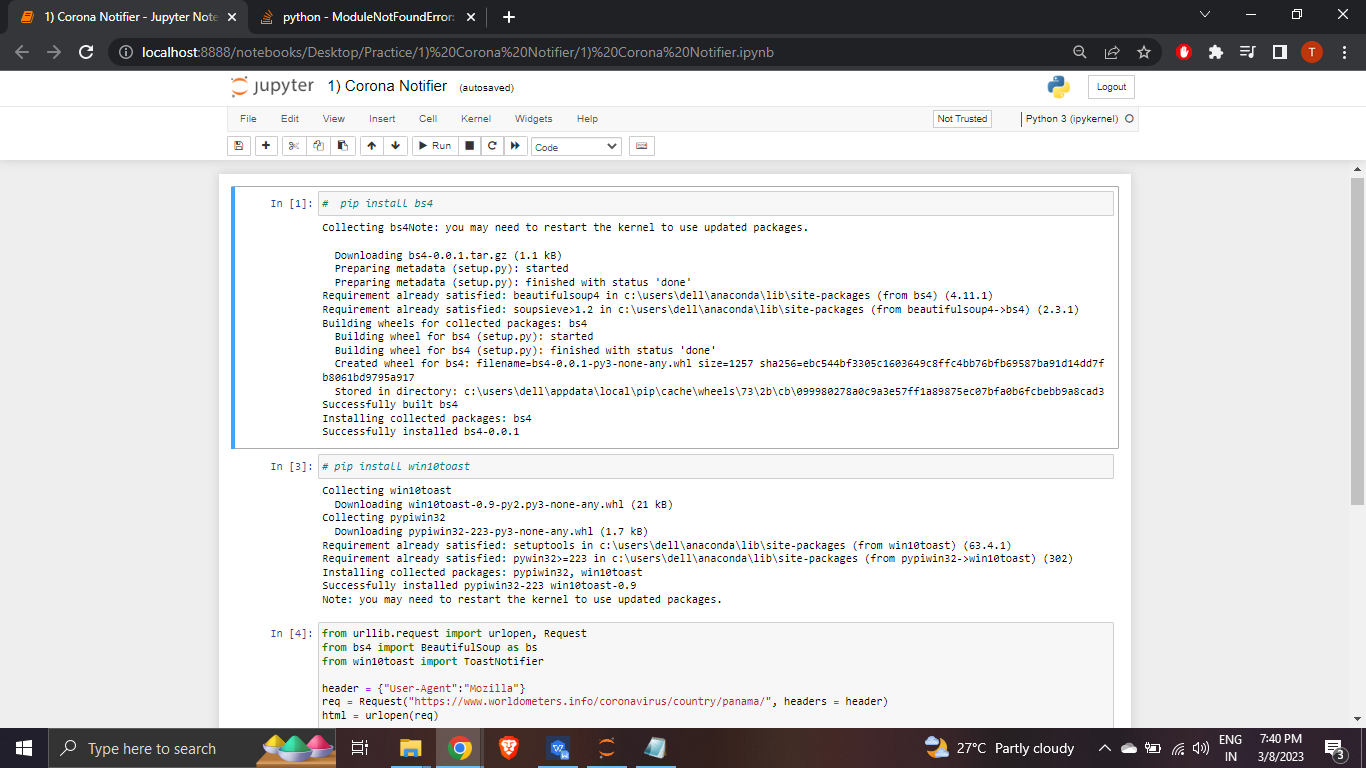 1) Corona Notifier - Jupyter Note
python - ModuleNotFoundError:
localhost:8888/notebooks/Desktop/Practice/1)%20Corona%20Notifier/1)%20Corona%20Notifier.ipynb
T
jupyter 1) Corona Notifier (autosaved)
Logout
File Edit View Insert Cell Kernel Widgets Help
Not Trusted
Python 3 (ipykernel)
Run
Code
In [1]: #  pip install bs4
Collecting bs4Note: you may need to restart the kernel to use updated packages.
  Downloading bs4-0.0.1.tar.gz (1.1 kB)
  Preparing metadata (setup.py): started
  Preparing metadata (setup.py): finished with status 'done'
Requirement already satisfied: beautifulsoup4 in c:\users\dell\anaconda\lib\site-packages (from bs4) (4.11.1)
Requirement already satisfied: soupsieve>1.2 in c:\users\dell\anaconda\lib\site-packages (from beautifulsoup4->bs4) (2.3.1)
Building wheels for collected packages: bs4
  Building wheel for bs4 (setup.py): started
  Building wheel for bs4 (setup.py): finished with status 'done'
  Created wheel for bs4: filename=bs4-0.0.1-py3-none-any.whl size=1257 sha256=ebc544bf3305c1603649c8ffc4bb76bfb69587ba91d14dd7f
b8061bd9795a917
  Stored in directory: c:\users\dell\appdata\local\pip\cache\wheels\73\2b\cb\099980278a0c9a3e57ff1a89875ec07bfa0b6fcbebb9a8cad3
Successfully built bs4
Installing collected packages: bs4
Successfully installed bs4-0.0.1
In [3]: # pip install win10toast
Collecting win10toast
  Downloading win10toast-0.9-py2.py3-none-any.whl (21 kB)
Collecting pypiwin32
  Downloading pypiwin32-223-py3-none-any.whl (1.7 kB)
Requirement already satisfied: setuptools in c:\users\dell\anaconda\lib\site-packages (from win10toast) (63.4.1)
Requirement already satisfied: pywin32>=223 in c:\users\dell\anaconda\lib\site-packages (from pypiwin32->win10toast) (302)
Installing collected packages: pypiwin32, win10toast
Successfully installed pypiwin32-223 win10toast-0.9
Note: you may need to restart the kernel to use updated packages.
In [4]: from urllib.request import urlopen, Request
from bs4 import BeautifulSoup as bs
from win10toast import ToastNotifier
header = {"User-Agent":"Mozilla"}
req = Request("https://www.worldometers.info/coronavirus/country/panama/", headers = header)
html = urlopen(req)
Type here to search
27°C Partly cloudy
ENG
IN
7:40 PM
3/8/2023
3